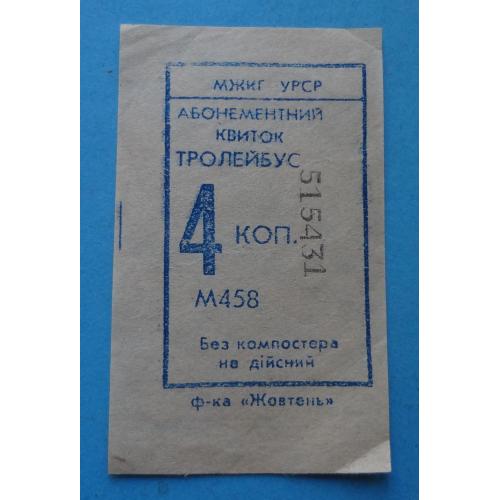 МЖКГ УРСР
АБОНЕМЕНТНИЙ
КВИТОК
ТРОЛЕЙБУС
4 КОП.
515431
М458
Без компостера
не дійсний
ф-ка «Жовтень»